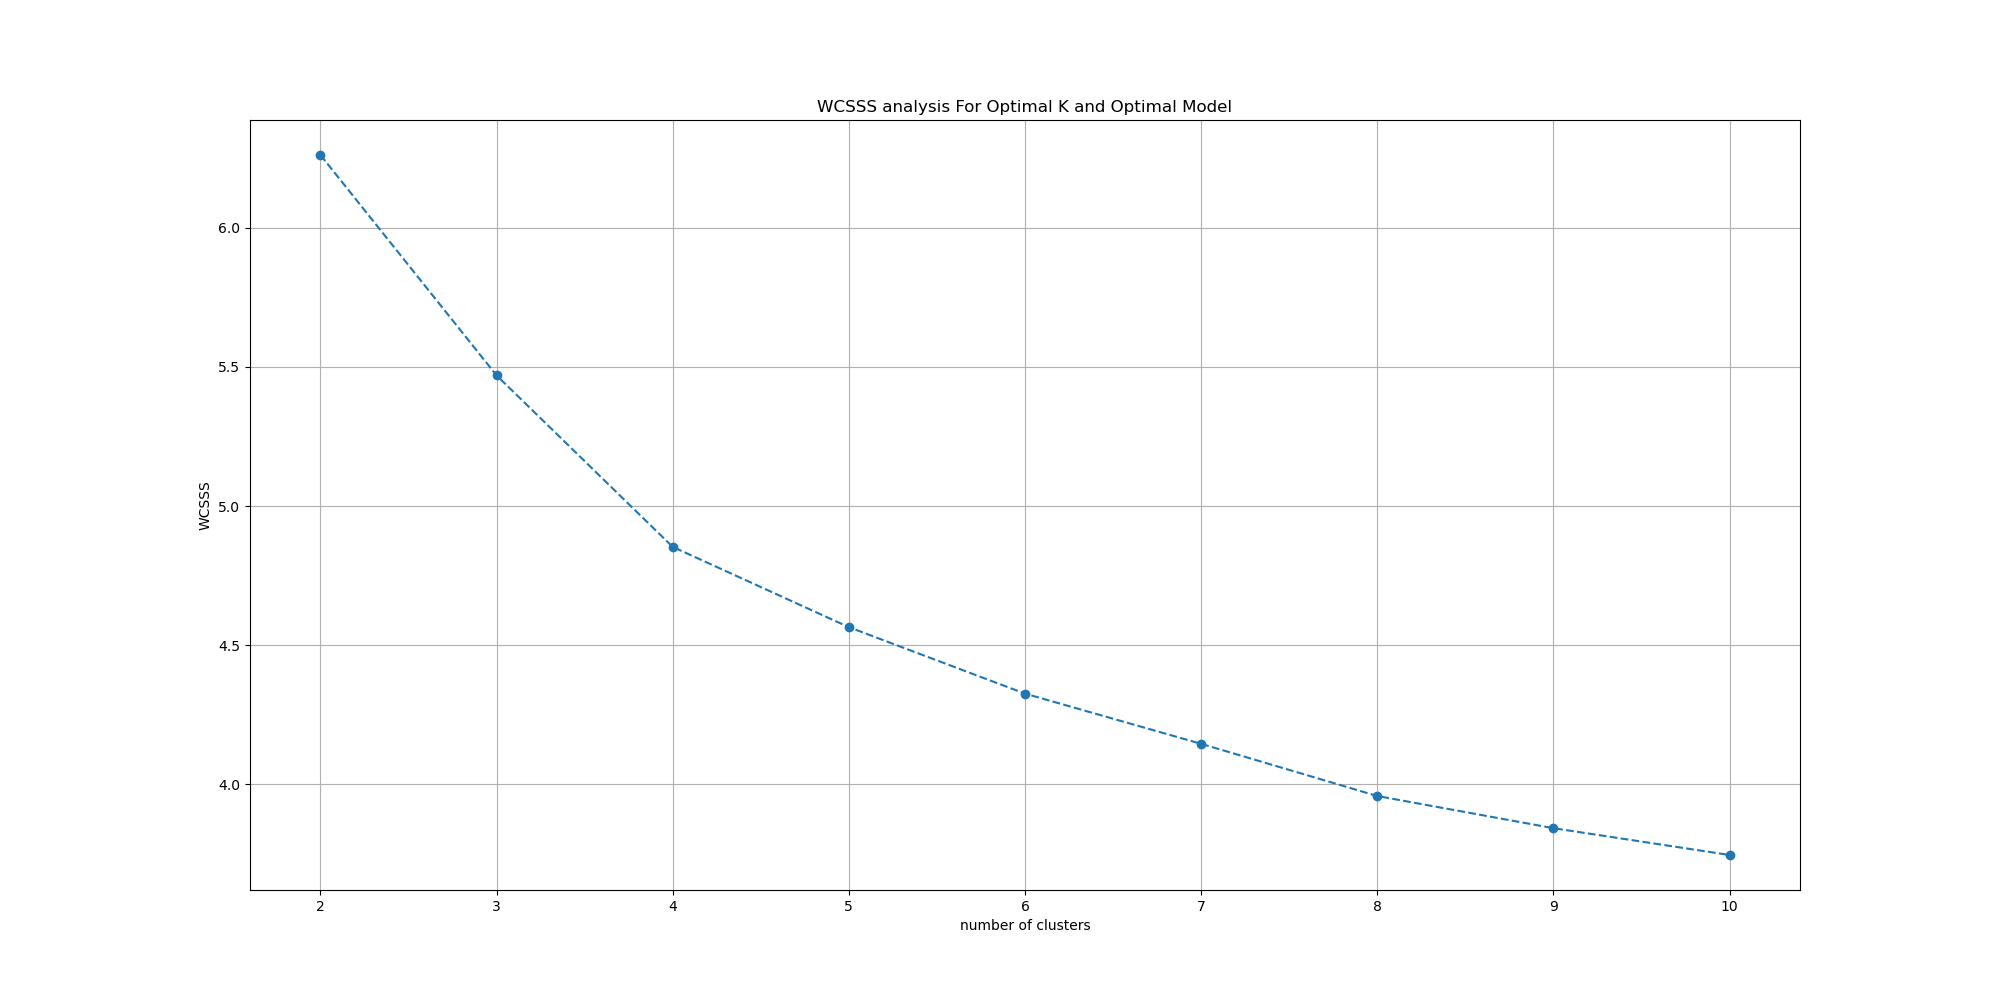 WCSSS analysis For Optimal K and Optimal Model
6.0
5.5
5.0
4.5
4.0
WCSSS
2 3 4 5 6 7 8 9 10
number of clusters